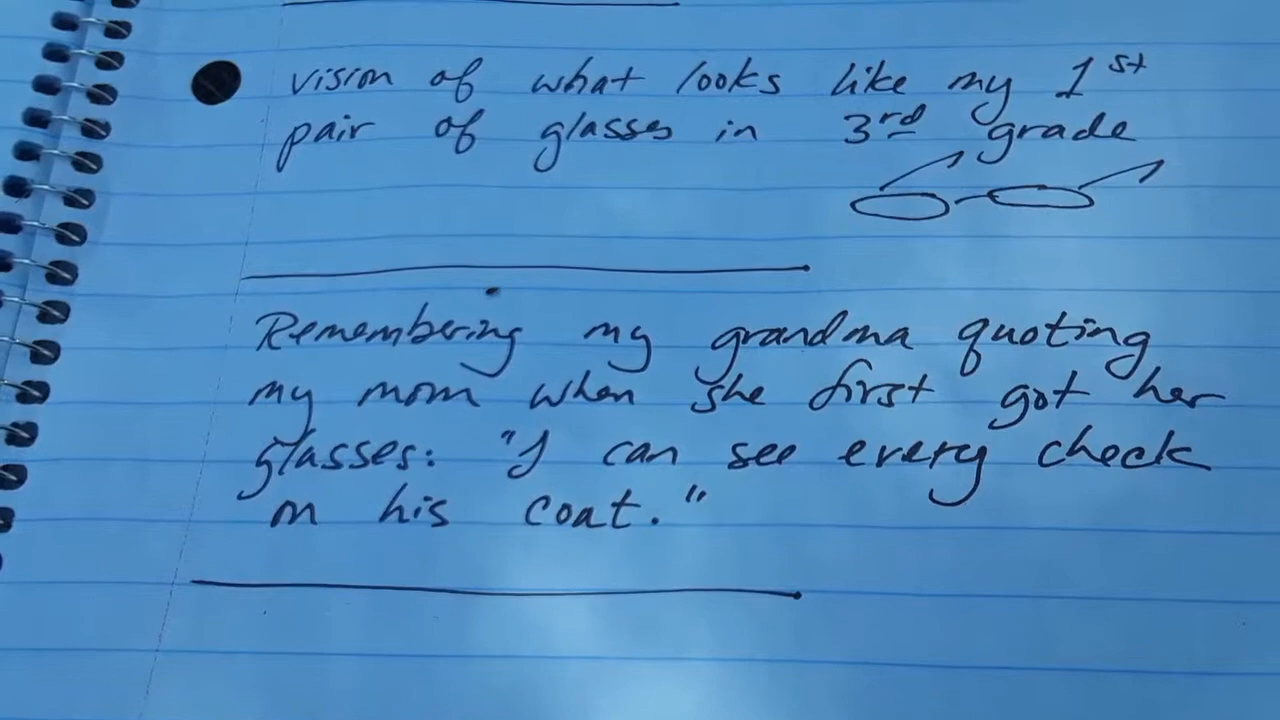 vision of what looks like my 1st
pair of glasses in 3rd grade
Remembering my grandma quoting
my mom when she first got her
glasses: "I can see every check
on his coat."